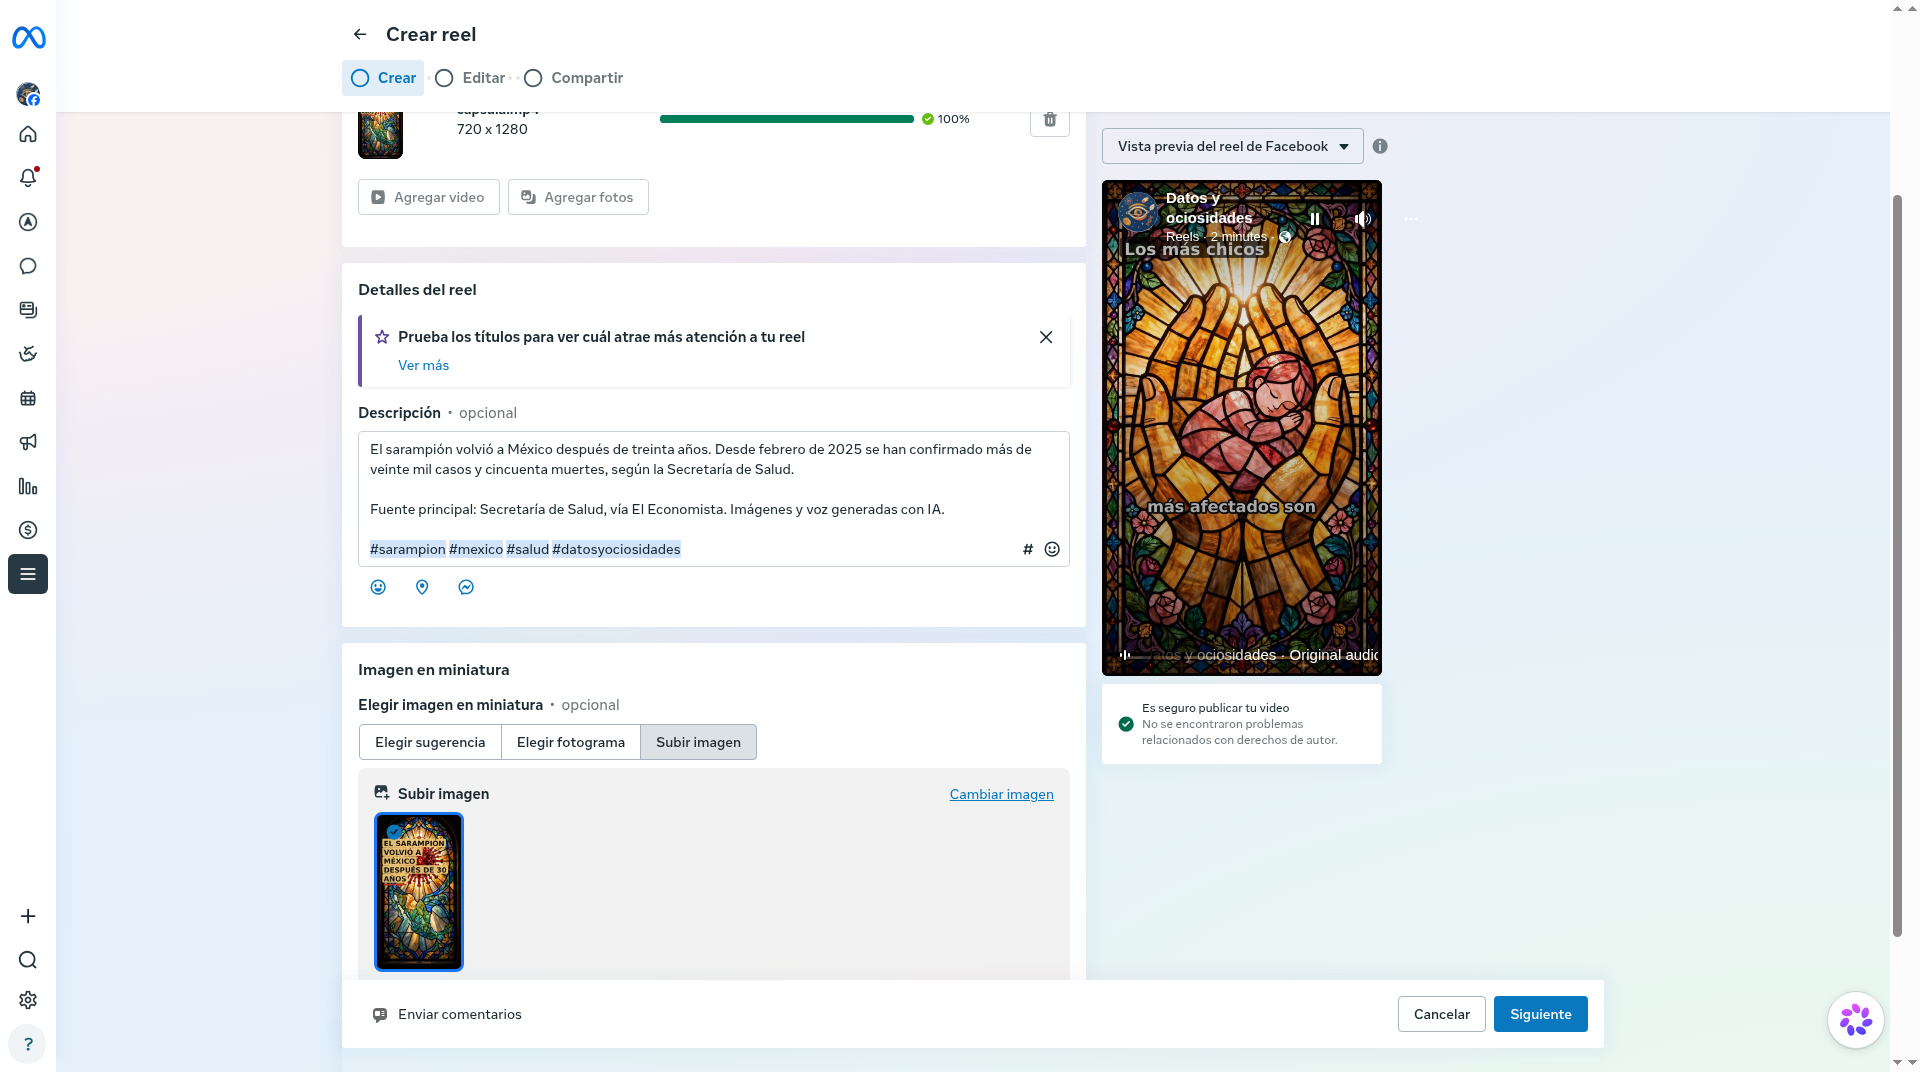 Crear reel
Crear
Editar
Compartir
720 x 1280
100%
Agregar video
Agregar fotos
Detalles del reel
Prueba los títulos para ver cuál atrae más atención a tu reel
Ver más
Descripción • opcional
El sarampión volvió a México después de treinta años. Desde febrero de 2025 se han confirmado más de
veinte mil casos y cincuenta muertes, según la Secretaría de Salud.
Fuente principal: Secretaría de Salud, vía El Economista. Imágenes y voz generadas con IA.
#sarampion #mexico #salud #datosyociosidades
#
Imagen en miniatura
Elegir imagen en miniatura • opcional
Elegir sugerencia
Elegir fotograma
Subir imagen
Subir imagen
Cambiar imagen
EL SARAMPIÓN
VOLVIÓ A
MÉXICO
DESPUÉS DE 30
AÑOS
Enviar comentarios
Cancelar
Siguiente
?
Vista previa del reel de Facebook
Datos y
ociosidades
Reels · 2 minutes ·
Los más chicos
más afectados son
y ociosidades · Original audio
Es seguro publicar tu video
No se encontraron problemas
relacionados con derechos de autor.